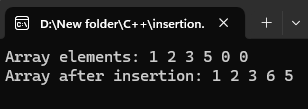 D:\New folder\C++\insertion.
Array elements: 1 2 3 5 0 0
Array after insertion: 1 2 3 6 5